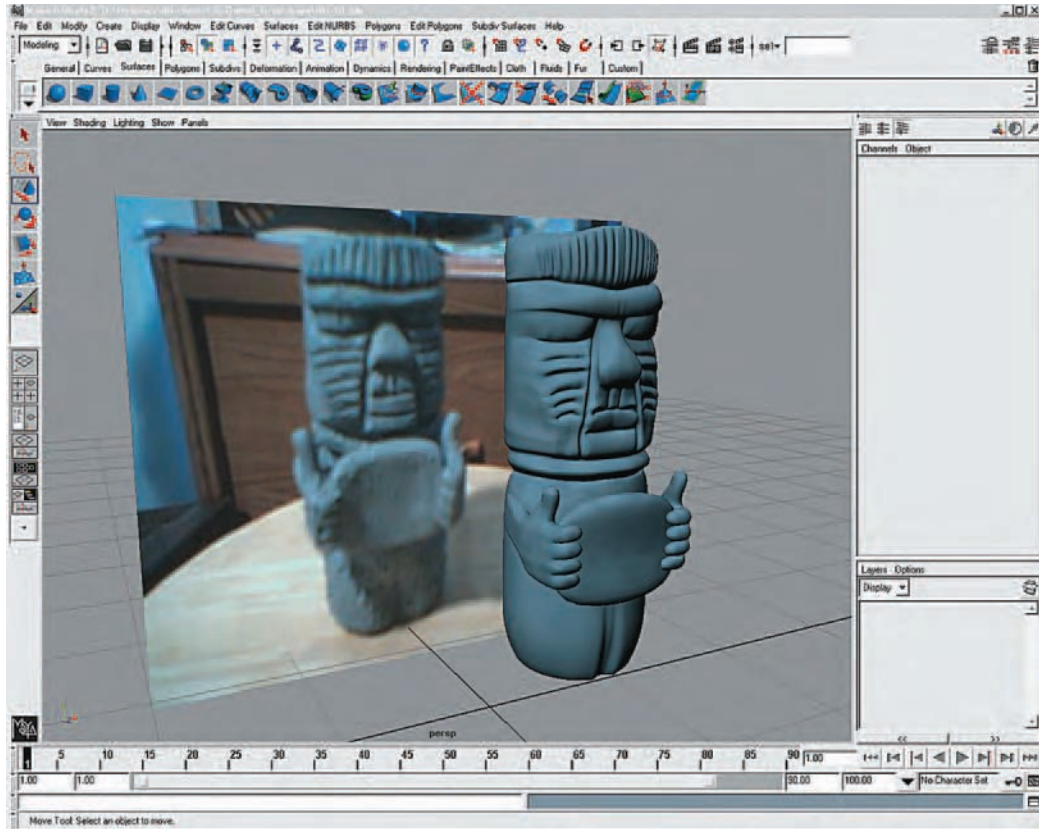 File Edit Modify Create Display Window Edit Curves Surfaces Edit NURBS Polygons Edit Polygons Subdiv Surfaces Help
Modeling sel
General Curves Surfaces Polygons Subdivs Deformation Animation Dynamics Rendering PaintEffects Cloth Fluids Fur Custom
View Shading Lighting Show Panels
Channels Object
Layers Options
Display
persp
MAYA
5 10 15 20 25 30 35 40 45 50 55 60 65 70 75 80 85 90 1.00
1.00 1.00 90.00 100.00 No Character Set
Move Tool: Select an object to move.